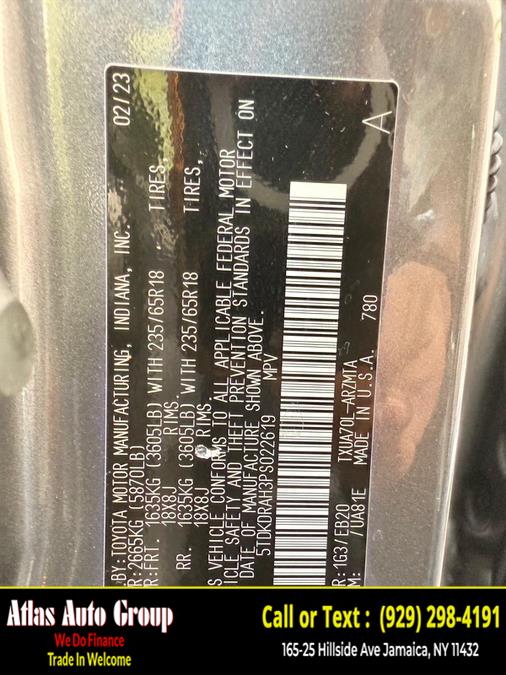 BY:TOYOTA MOTOR MANUFACTURING, INDIANA, INC. 02/23
R:2665KG (5870LB)
R:FRT. 1635KG (3605LB) WITH 235/65R18 TIRES,
18X8J RIMS
RR. 1635KG (3605LB) WITH 235/65R18 TIRES,
18X8J RIMS
S VEHICLE CONFORMS TO ALL APPLICABLE FEDERAL MOTOR
ICLE SAFETY AND THEFT PREVENTION STANDARDS IN EFFECT ON
DATE OF MANUFACTURE SHOWN ABOVE.
5TDKDRAH3PS022619 MPV
R:1G3/EB20 TXUA70L-ARZMTA 780
/UA81E MADE IN U.S.A. A
Atlas Auto Group
We Do Finance
Trade In Welcome
Call or Text : (929) 298-4191
165-25 Hillside Ave Jamaica, NY 11432